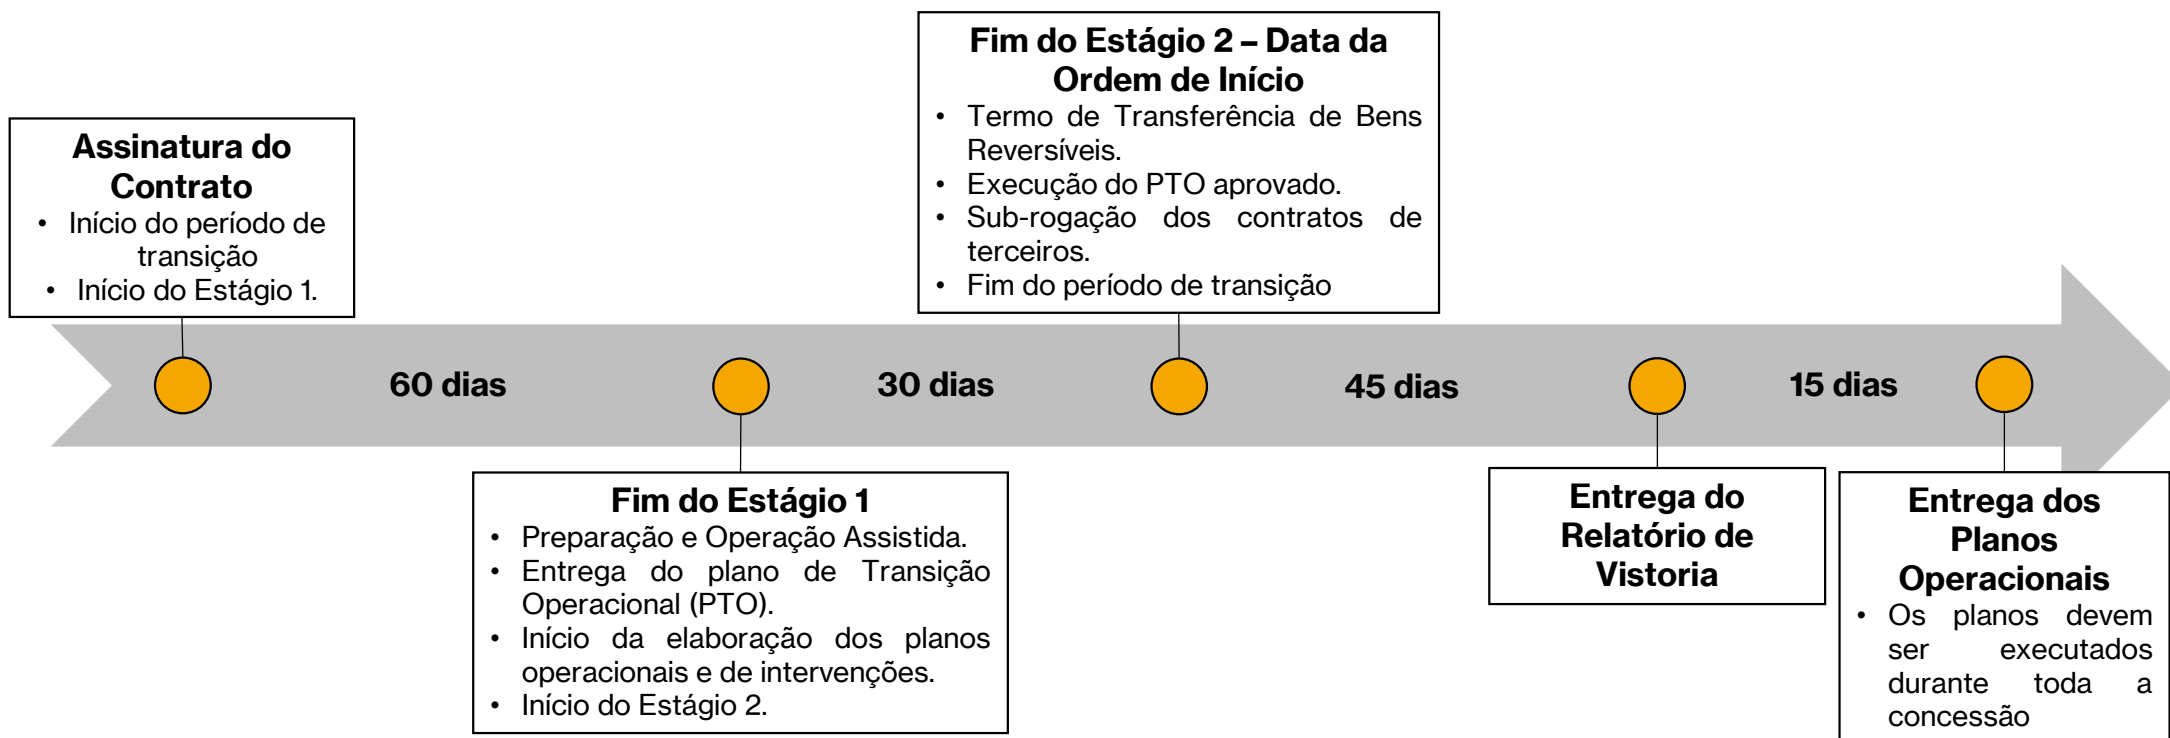 Assinatura do
Contrato
• Início do período de
transição
• Início do Estágio 1.
Fim do Estágio 2 – Data da
Ordem de Início
• Termo de Transferência de Bens
Reversíveis.
• Execução do PTO aprovado.
• Sub-rogação dos contratos de
terceiros.
• Fim do período de transição
60 dias
30 dias
45 dias
15 dias
Fim do Estágio 1
• Preparação e Operação Assistida.
• Entrega do plano de Transição
Operacional (PTO).
• Início da elaboração dos planos
operacionais e de intervenções.
• Início do Estágio 2.
Entrega do
Relatório de
Vistoria
Entrega dos
Planos
Operacionais
• Os planos devem
ser executados
durante toda a
concessão